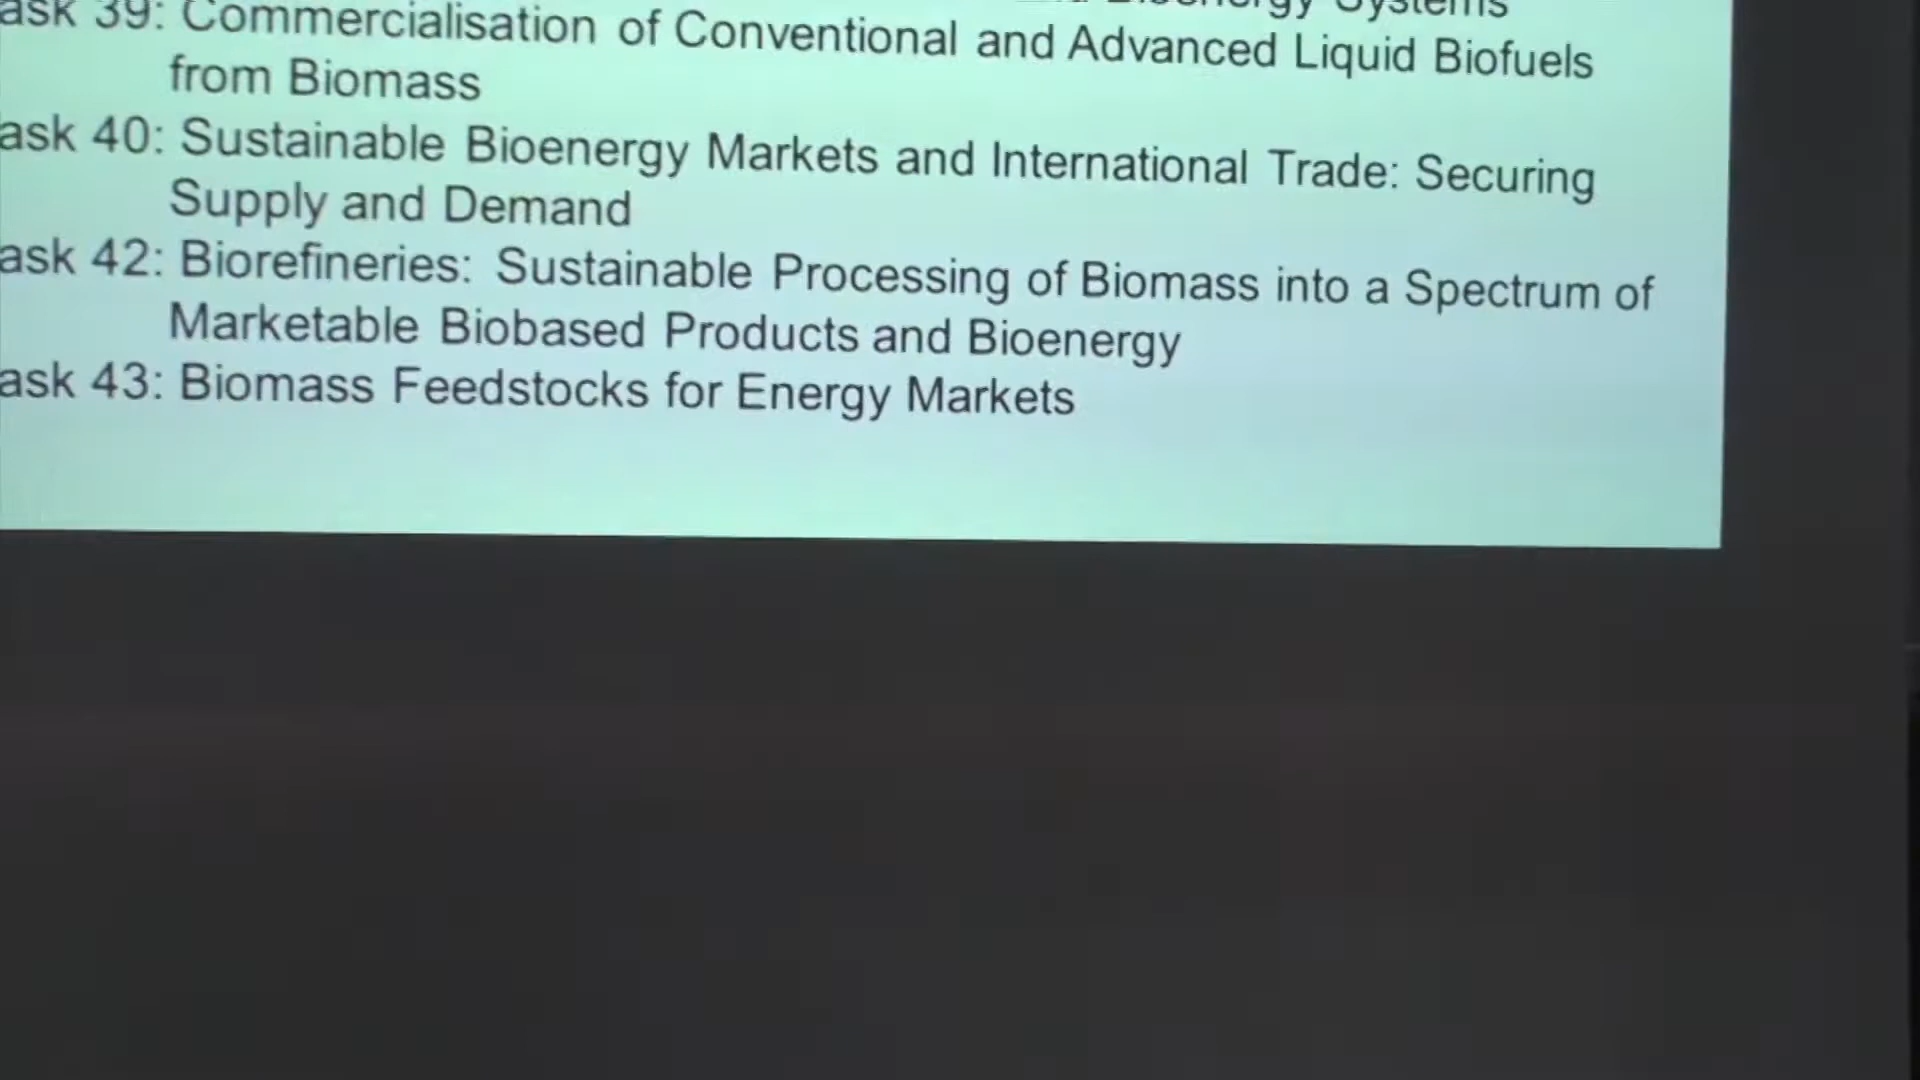 Systems
ask 39: Commercialisation of Conventional and Advanced Liquid Biofuels
from Biomass
ask 40: Sustainable Bioenergy Markets and International Trade: Securing
Supply and Demand
ask 42: Biorefineries: Sustainable Processing of Biomass into a Spectrum of
Marketable Biobased Products and Bioenergy
ask 43: Biomass Feedstocks for Energy Markets